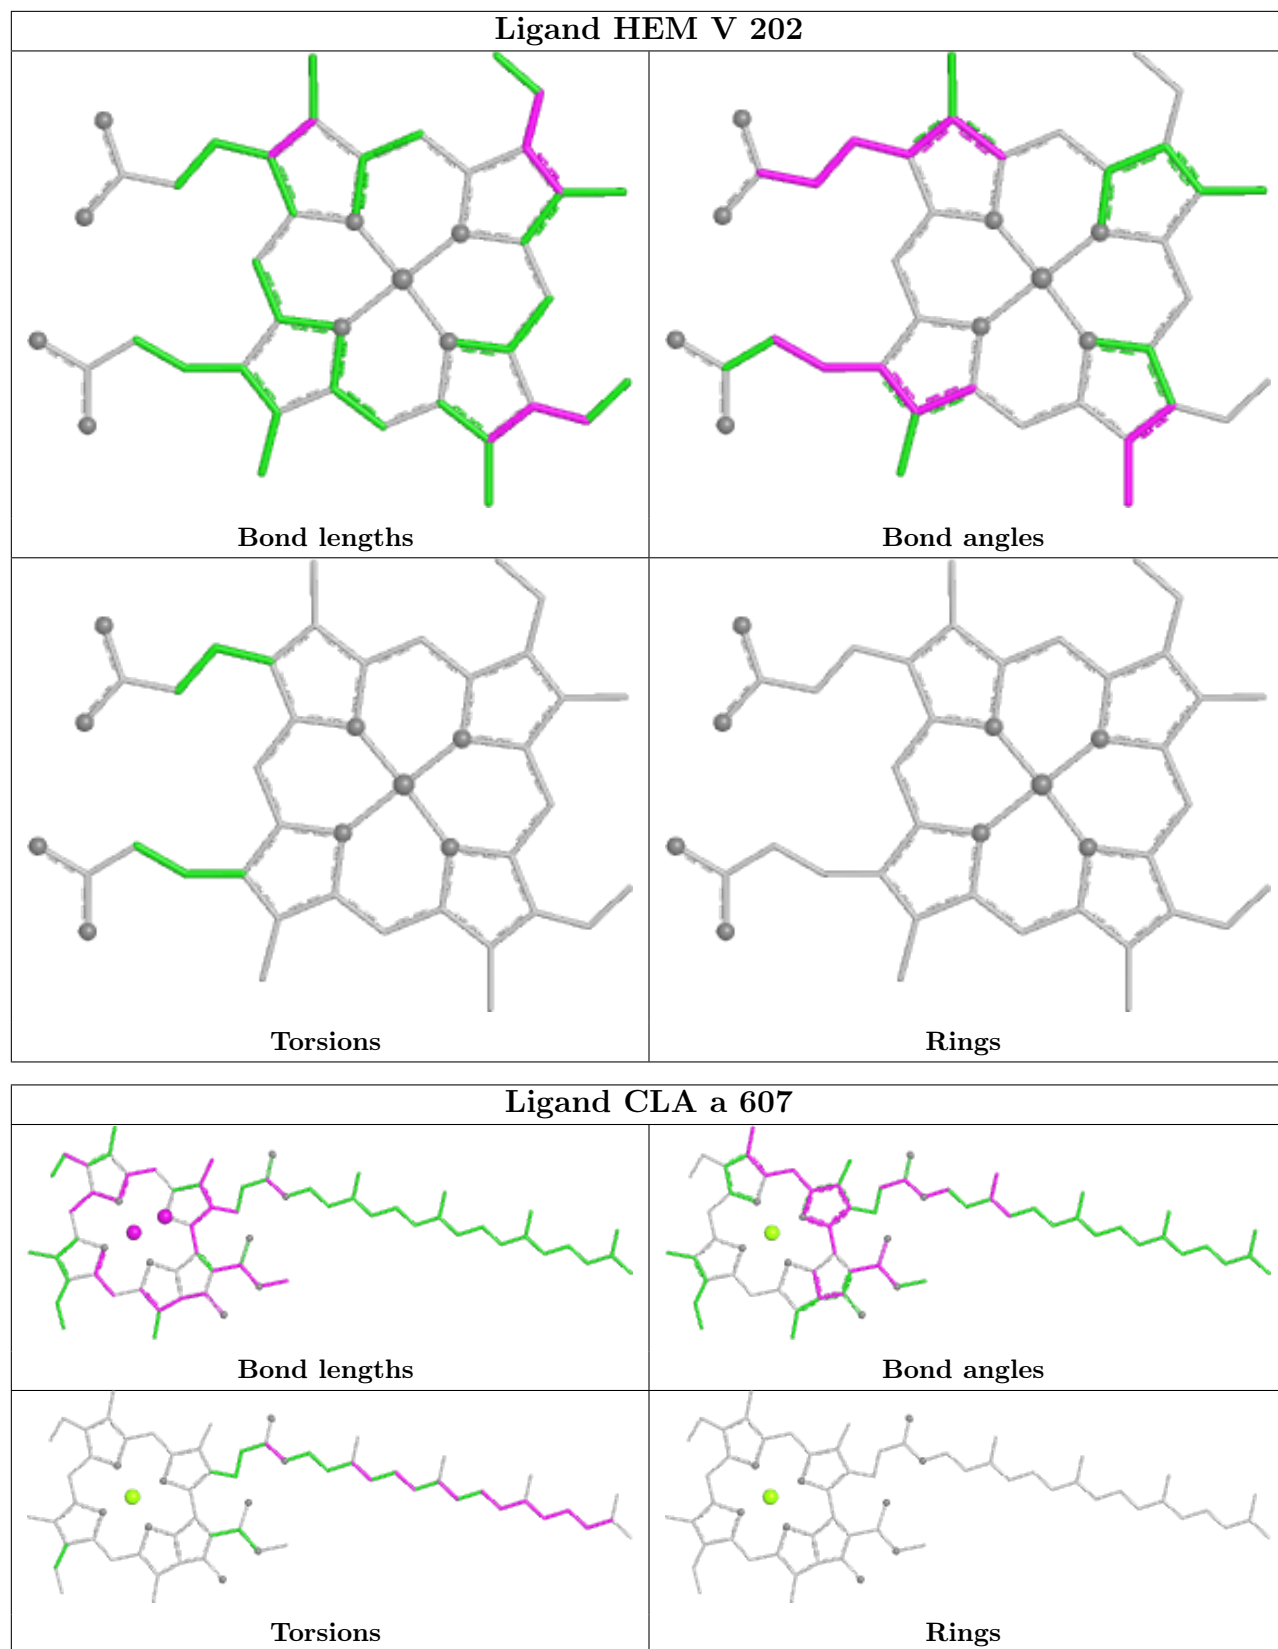 Ligand HEM V 202
Bond lengths
Bond angles
Torsions
Rings
Ligand CLA a 607
Bond lengths
Bond angles
Torsions
Rings